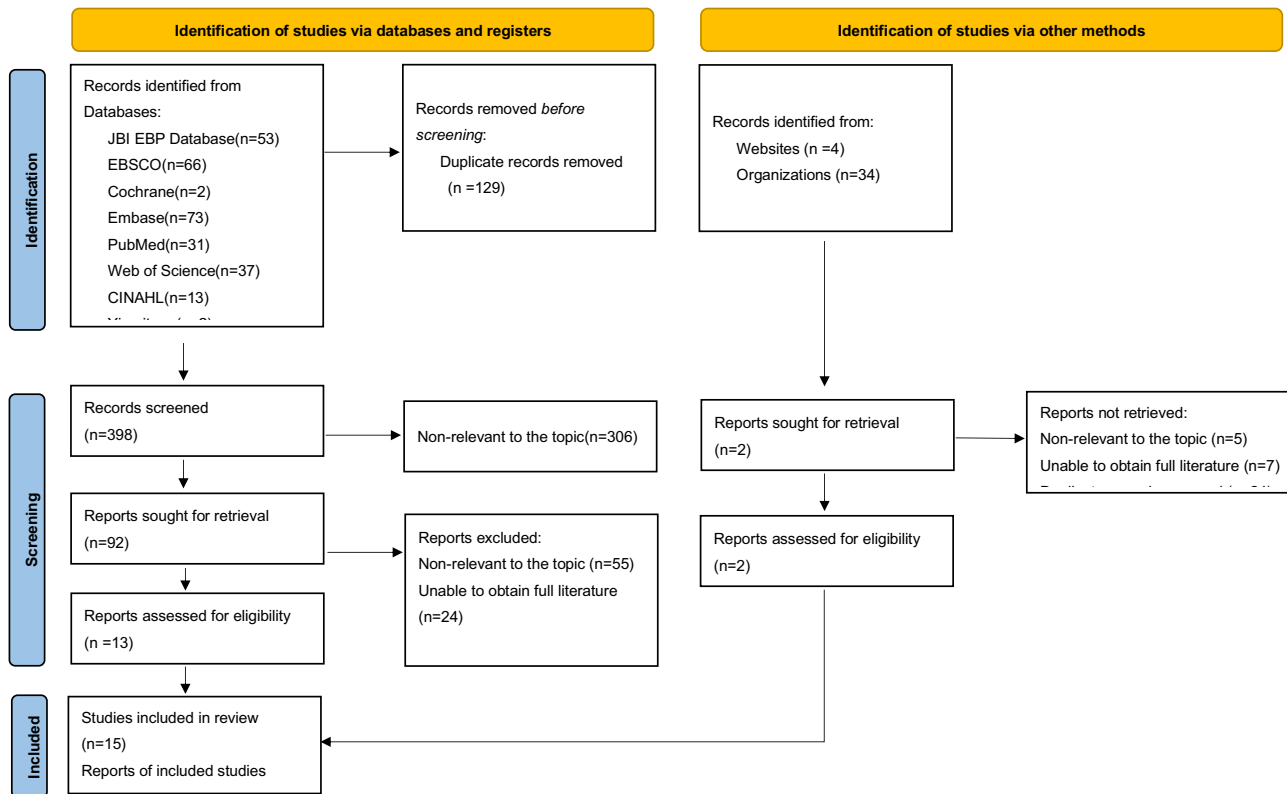 Identification of studies via databases and registers
Identification of studies via other methods
Identification
Records identified from
Databases:
JBI EBP Database(n=53)
EBSCO(n=66)
Cochrane(n=2)
Embase(n=73)
PubMed(n=31)
Web of Science(n=37)
CINAHL(n=13)
Records removed before
screening:
Duplicate records removed
(n =129)
Records identified from:
Websites (n =4)
Organizations (n=34)
Screening
Records screened
(n=398)
Non-relevant to the topic(n=306)
Reports sought for retrieval
(n=92)
Reports excluded:
Non-relevant to the topic (n=55)
Unable to obtain full literature
(n=24)
Reports assessed for eligibility
(n =13)
Reports sought for retrieval
(n=2)
Reports not retrieved:
Non-relevant to the topic (n=5)
Unable to obtain full literature (n=7)
Reports assessed for eligibility
(n=2)
Included
Studies included in review
(n=15)
Reports of included studies